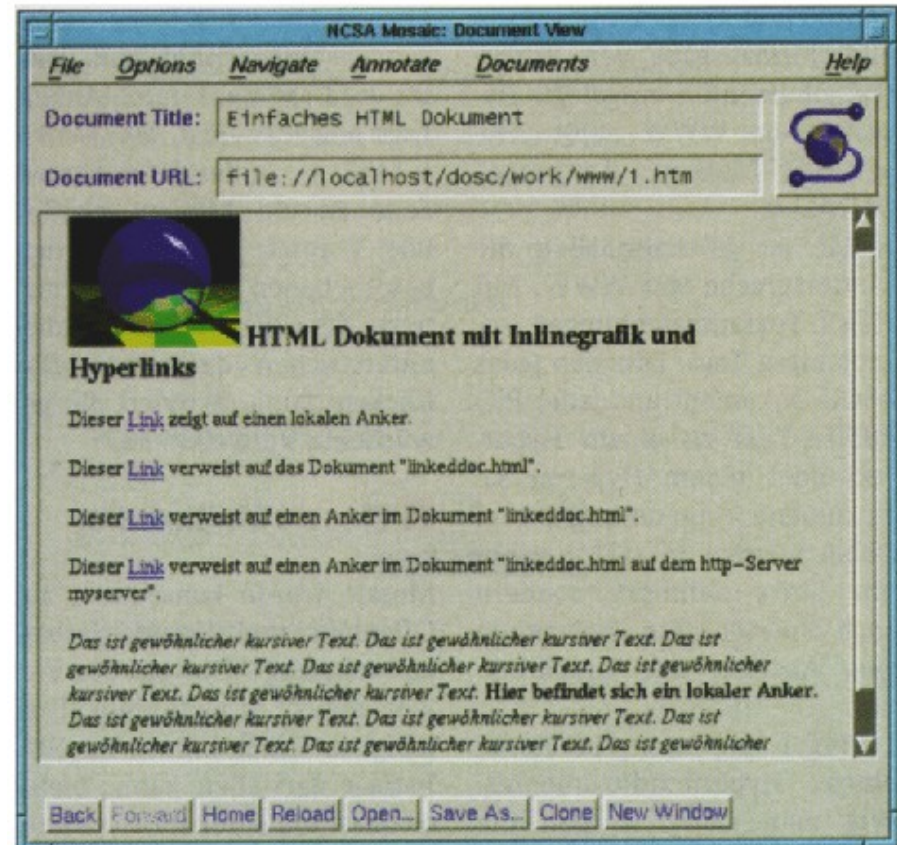 NCSA Mosaic: Document View
File Options Navigate Annotate Documents Help
Document Title: Einfaches HTML Dokument
Document URL: file://localhost/dosc/work/www/1.htm
HTML Dokument mit Inlinegrafik und
Hyperlinks
Dieser Link zeigt auf einen lokalen Anker.
Dieser Link verweist auf das Dokument "linkeddoc.html".
Dieser Link verweist auf einen Anker im Dokument "linkeddoc.html".
Dieser Link verweist auf einen Anker im Dokument "linkeddoc.html auf dem http-Server
myserver".
Das ist gewöhnlicher kursiver Text. Das ist gewöhnlicher kursiver Text. Das ist
gewöhnlicher kursiver Text. Das ist gewöhnlicher kursiver Text. Das ist gewöhnlicher
kursiver Text. Das ist gewöhnlicher kursiver Text. Hier befindet sich ein lokaler Anker.
Das ist gewöhnlicher kursiver Text. Das ist gewöhnlicher kursiver Text. Das ist
gewöhnlicher kursiver Text. Das ist gewöhnlicher kursiver Text. Das ist gewöhnlicher
Back Forward Home Reload Open... Save As... Clone New Window